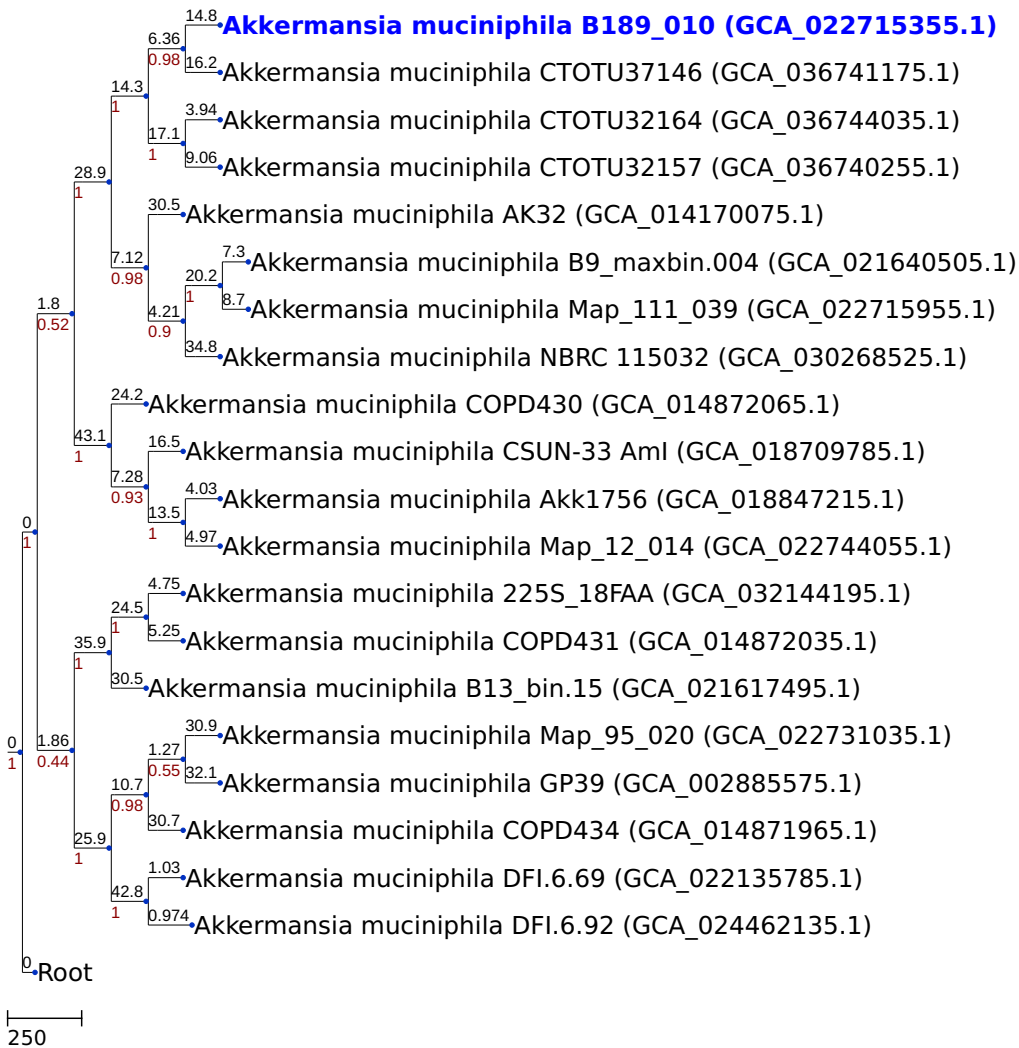 14.8
Akkermansia muciniphila B189_010 (GCA_022715355.1)
6.36
0.98
16.2
Akkermansia muciniphila CTOTU37146 (GCA_036741175.1)
14.3
1
3.94
Akkermansia muciniphila CTOTU32164 (GCA_036744035.1)
17.1
1
9.06
Akkermansia muciniphila CTOTU32157 (GCA_036740255.1)
28.9
1
30.5
Akkermansia muciniphila AK32 (GCA_014170075.1)
7.12
0.98
7.3
Akkermansia muciniphila B9_maxbin.004 (GCA_021640505.1)
20.2
1
8.7
Akkermansia muciniphila Map_111_039 (GCA_022715955.1)
4.21
0.9
34.8
Akkermansia muciniphila NBRC 115032 (GCA_030268525.1)
1.8
0.52
24.2
Akkermansia muciniphila COPD430 (GCA_014872065.1)
43.1
1
16.5
Akkermansia muciniphila CSUN-33 AmI (GCA_018709785.1)
7.28
0.93
4.03
Akkermansia muciniphila Akk1756 (GCA_018847215.1)
13.5
1
4.97
Akkermansia muciniphila Map_12_014 (GCA_022744055.1)
0
1
4.75
Akkermansia muciniphila 225S_18FAA (GCA_032144195.1)
24.5
1
5.25
Akkermansia muciniphila COPD431 (GCA_014872035.1)
35.9
1
30.5
Akkermansia muciniphila B13_bin.15 (GCA_021617495.1)
1.86
0.44
30.9
Akkermansia muciniphila Map_95_020 (GCA_022731035.1)
1.27
0.55
32.1
Akkermansia muciniphila GP39 (GCA_002885575.1)
10.7
0.98
30.7
Akkermansia muciniphila COPD434 (GCA_014871965.1)
25.9
1
1.03
Akkermansia muciniphila DFI.6.69 (GCA_022135785.1)
42.8
1
0.974
Akkermansia muciniphila DFI.6.92 (GCA_024462135.1)
0
1
0
Root
250